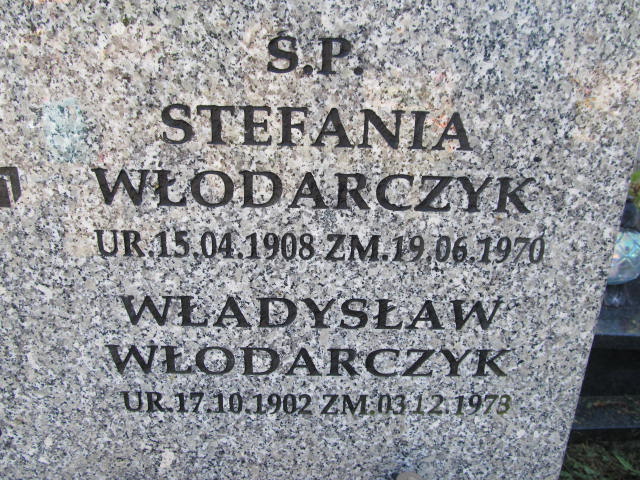 Ś.P.
STEFANIA
WŁODARCZYK
UR.15.04.1908 ZM.19.06.1970
WŁADYSŁAW
WŁODARCZYK
UR.17.10.1902 ZM.03.12.1973